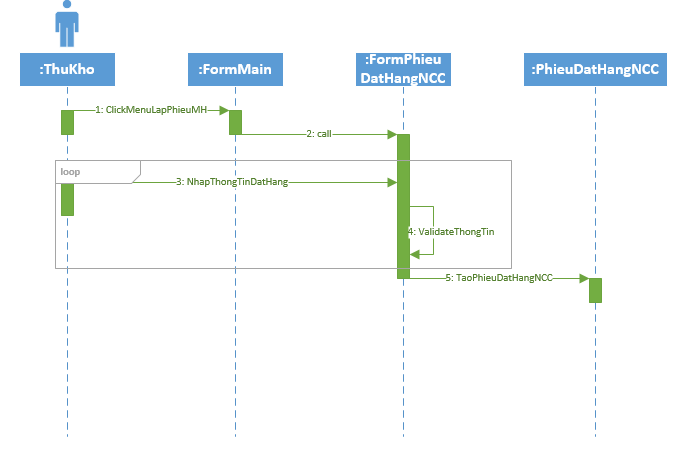 :ThuKho
:FormMain
:FormPhieu
DatHangNCC
:PhieuDatHangNCC
1: ClickMenuLapPhieuMH
2: call
loop
3: NhapThongTinDatHang
4: ValidateThongTin
5: TaoPhieuDatHangNCC